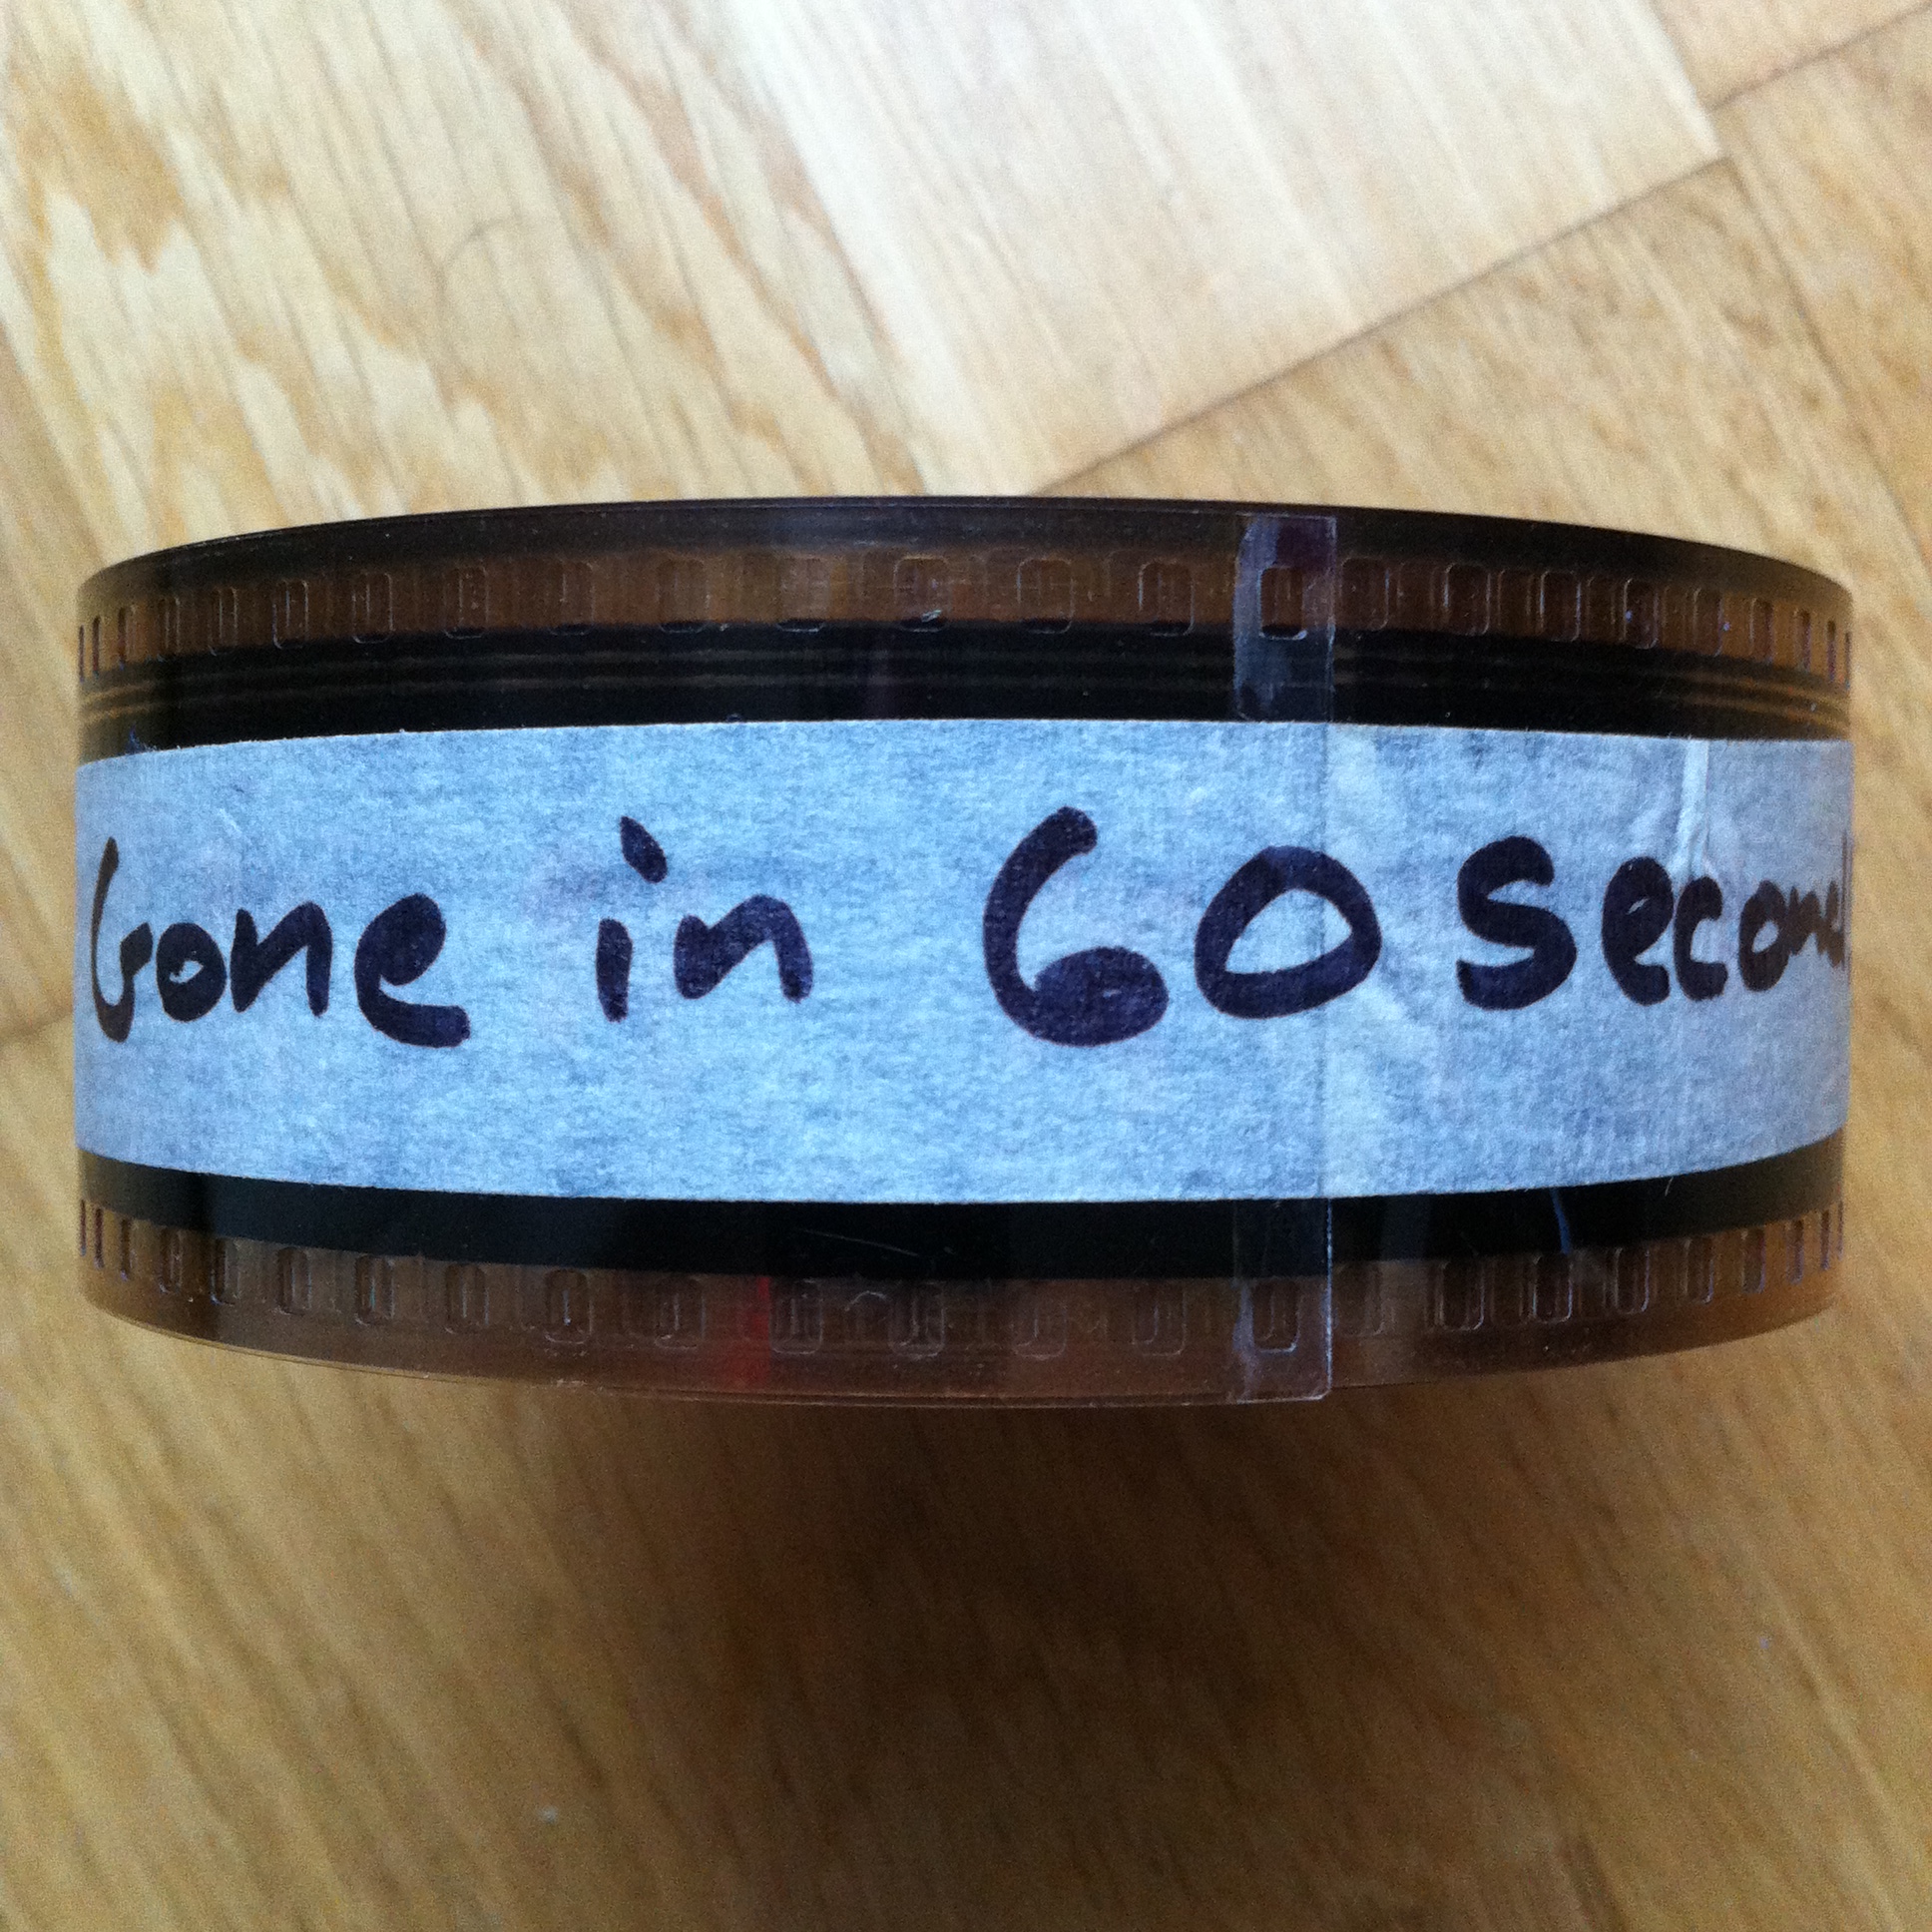 Gone in 60 second